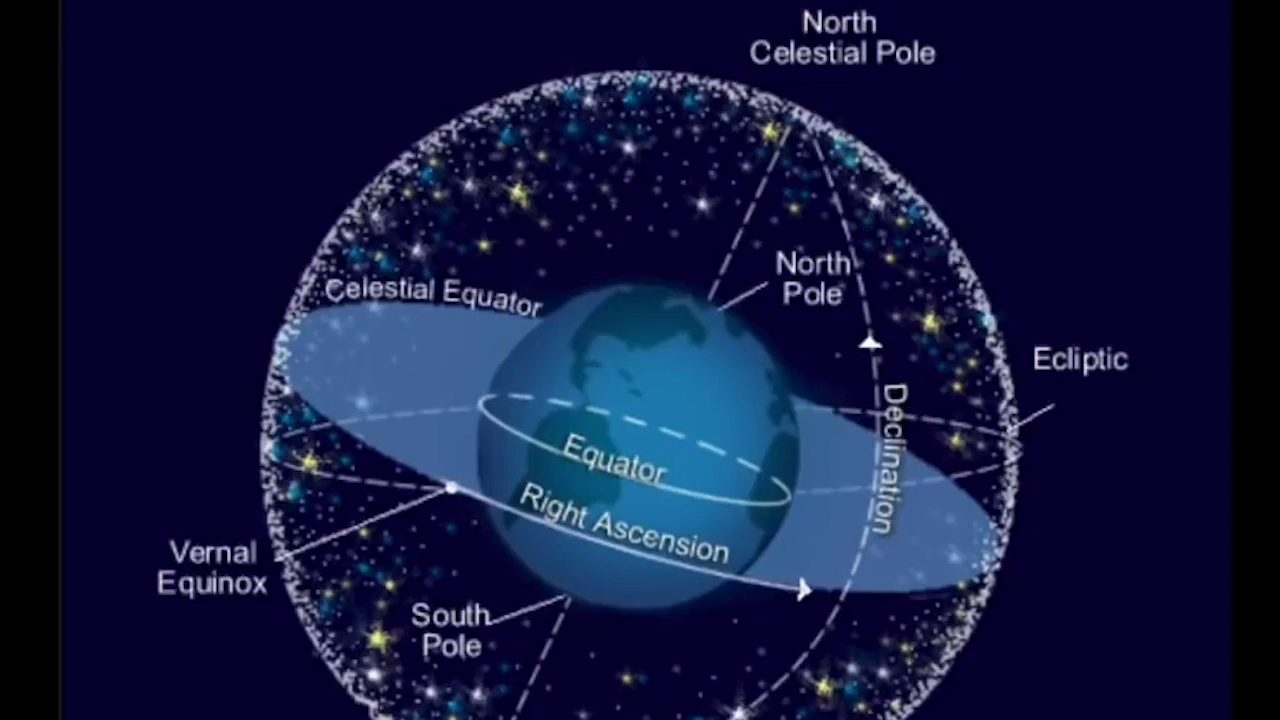 North
Celestial Pole
North
Pole
Celestial Equator
Ecliptic
Declination
Equator
Right Ascension
Vernal
Equinox
South
Pole